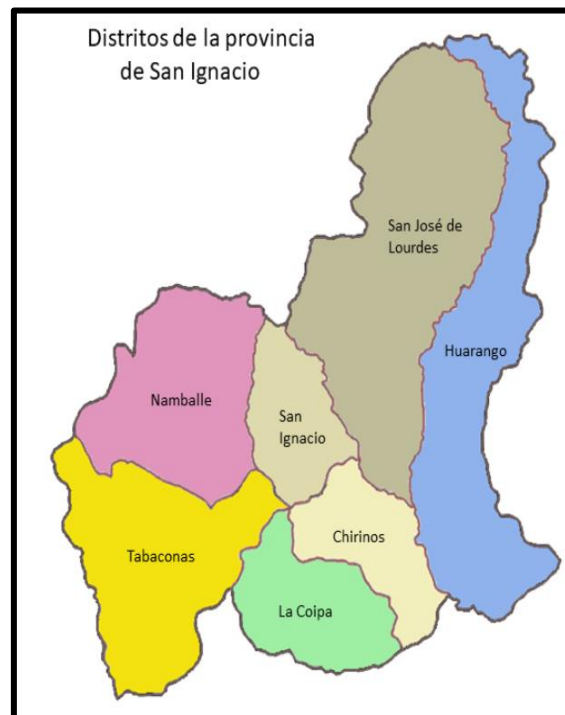 Distritos de la provincia
de San Ignacio
San José de
Lourdes
Huarango
Namballe
San
Ignacio
Chirinos
Tabaconas
La Coipa